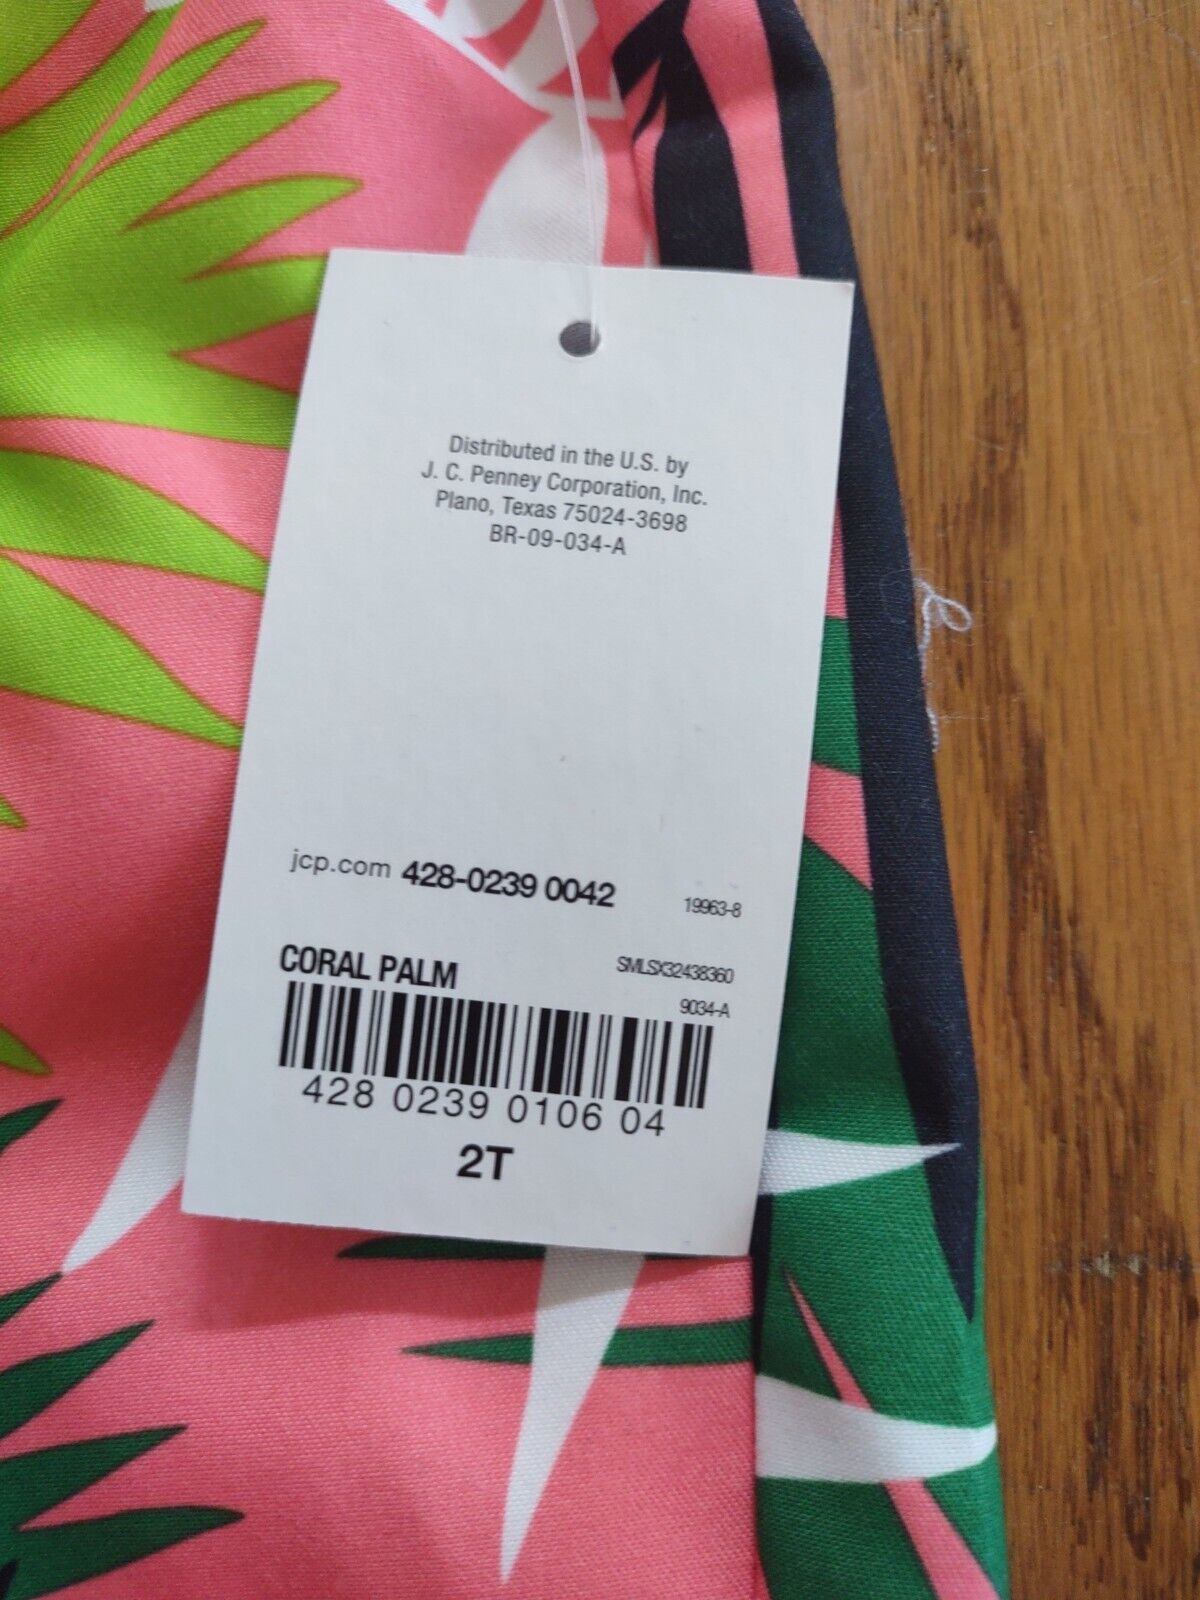 Distributed in the U.S. by
J. C. Penney Corporation, Inc.
Plano, Texas 75024-3698
BR-09-034-A
jcp.com 428-0239 0042 19963-8
CORAL PALM SMLSX32438360
9034-A
428 0239 0106 04
2T